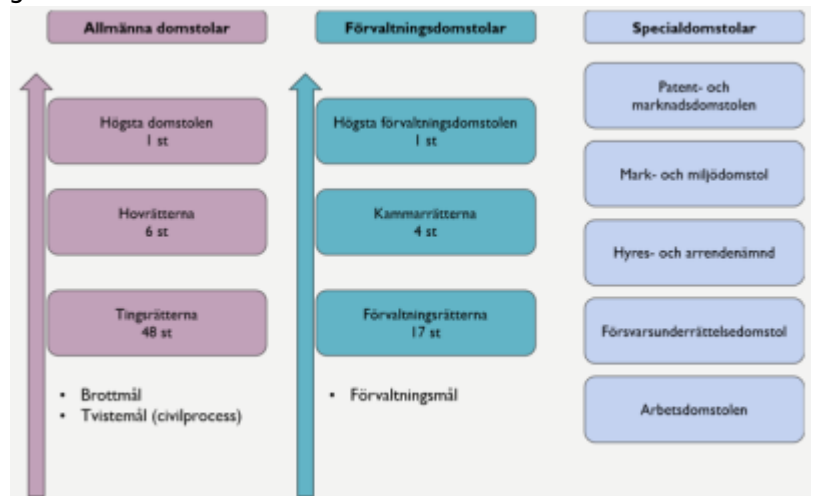 Allmänna domstolar
Högsta domstolen
1 st
Hovrätterna
6 st
Tingsrätterna
48 st
• Brottmål
• Tvistemål (civilprocess)
Förvaltningsdomstolar
Högsta förvaltningsdomstolen
1 st
Kammarrätterna
4 st
Förvaltningsrätterna
17 st
• Förvaltningsmål
Specialdomstolar
Patent- och
marknadsdomstolen
Mark- och miljödomstol
Hyres- och arrendenämnd
Försvarsunderrättelsedomstol
Arbetsdomstolen